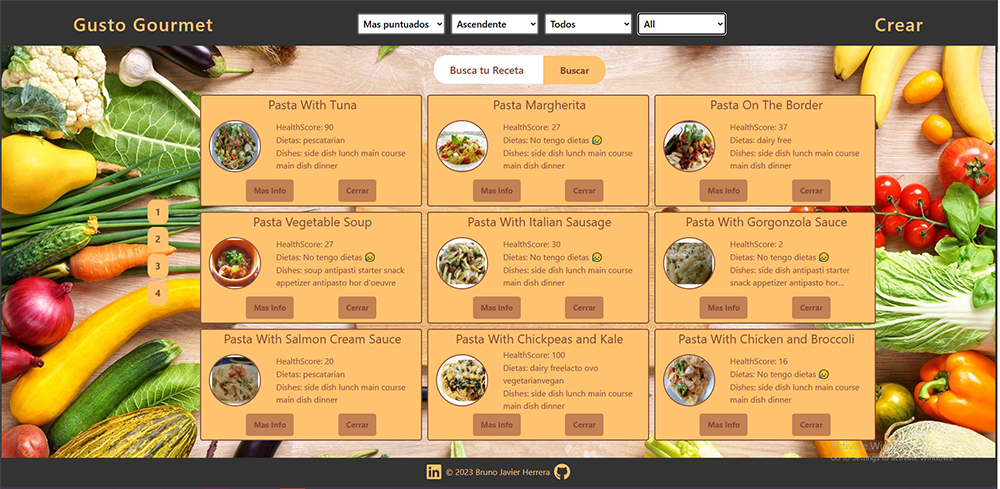 Gusto Gourmet
Mas puntuados
Ascendente
Todos
All
Crear
Busca tu Receta
Buscar
Pasta With Tuna
HealthScore: 90
Dietas: pescatarian
Dishes: side dish lunch main course
main dish dinner
Mas Info
Cerrar
Pasta Margherita
HealthScore: 27
Dietas: No tengo dietas 😥
Dishes: side dish lunch main course
main dish dinner
Mas Info
Cerrar
Pasta On The Border
HealthScore: 37
Dietas: dairy free
Dishes: side dish lunch main course
main dish dinner
Mas Info
Cerrar
1
2
3
4
Pasta Vegetable Soup
HealthScore: 27
Dietas: No tengo dietas 😥
Dishes: soup antipasti starter snack
appetizer antipasto hor d'oeuvre
Mas Info
Cerrar
Pasta With Italian Sausage
HealthScore: 30
Dietas: No tengo dietas 😥
Dishes: side dish lunch main course
main dish dinner
Mas Info
Cerrar
Pasta With Gorgonzola Sauce
HealthScore: 2
Dietas: No tengo dietas 😥
Dishes: side dish antipasti starter
snack appetizer antipasto hor...
Mas Info
Cerrar
Pasta With Salmon Cream Sauce
HealthScore: 20
Dietas: pescatarian
Dishes: side dish lunch main course
main dish dinner
Mas Info
Cerrar
Pasta With Chickpeas and Kale
HealthScore: 100
Dietas: dairy freelacto ovo
vegetarianvegan
Dishes: side dish lunch main course
main dish dinner
Mas Info
Cerrar
Pasta With Chicken and Broccoli
HealthScore: 16
Dietas: No tengo dietas 😥
Dishes: side dish lunch main course
main dish dinner
Mas Info
Cerrar
Go to Settings to activate Windows.
© 2023 Bruno Javier Herrera